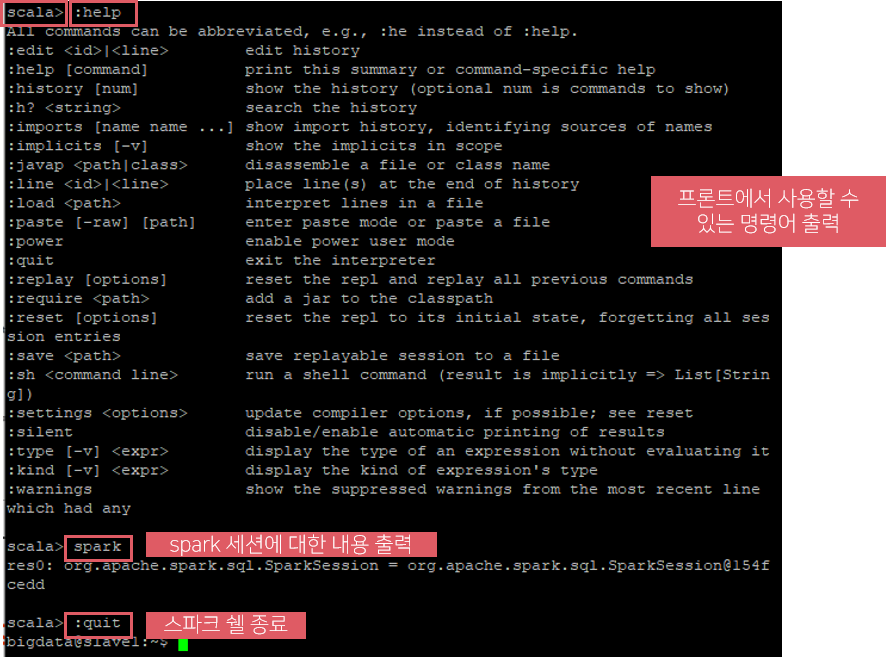 scala> :help
All commands can be abbreviated, e.g., :he instead of :help.
:edit <id>|<line>        edit history
:help [command]          print this summary or command-specific help
:history [num]           show the history (optional num is commands to show)
:h? <string>             search the history
:imports [name name ...] show import history, identifying sources of names
:implicits [-v]          show the implicits in scope
:javap <path|class>      disassemble a file or class name
:line <id>|<line>        place line(s) at the end of history
:load <path>             interpret lines in a file
:paste [-raw] [path]     enter paste mode or paste a file
:power                   enable power user mode
:quit                    exit the interpreter
:replay [options]        reset the repl and replay all previous commands
:require <path>          add a jar to the classpath
:reset [options]         reset the repl to its initial state, forgetting all ses
sion entries
:save <path>             save replayable session to a file
:sh <command line>       run a shell command (result is implicitly => List[Strin
g])
:settings <options>      update compiler options, if possible; see reset
:silent                  disable/enable automatic printing of results
:type [-v] <expr>        display the type of an expression without evaluating it
:kind [-v] <expr>        display the kind of expression's type
:warnings                show the suppressed warnings from the most recent line
which had any
프론트에서 사용할 수
있는 명령어 출력
scala> spark
spark 세션에 대한 내용 출력
res0: org.apache.spark.sql.SparkSession = org.apache.spark.sql.SparkSession@154f
cedd
scala> :quit
스파크 쉘 종료
bigdata@slave1:~$